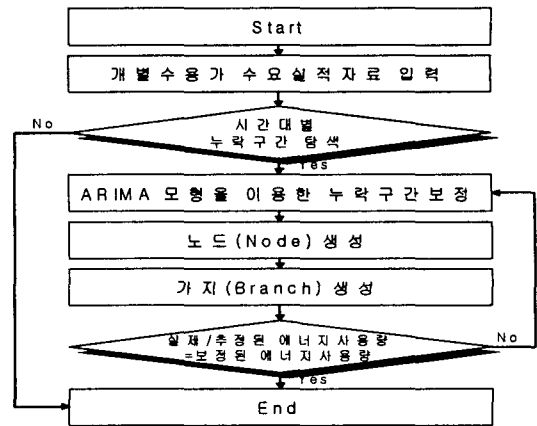 Start
개별수용가 수요실적자료 입력
No
시간대별
누락구간 탐색
Yes
ARIMA 모형을 이용한 누락구간보정
노드(Node) 생성
가지(Branch) 생성
실제/추정된 에너지사용량
=보정된 에너지사용량
No
Yes
End